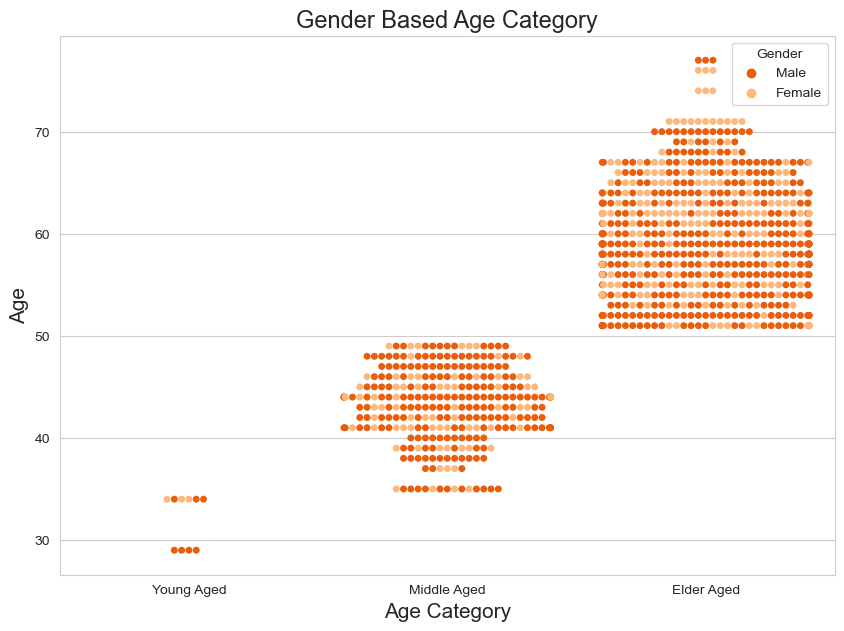 Gender Based Age Category
Gender
Male
Female
70
60
50
40
30
Age
Young Aged
Middle Aged
Elder Aged
Age Category